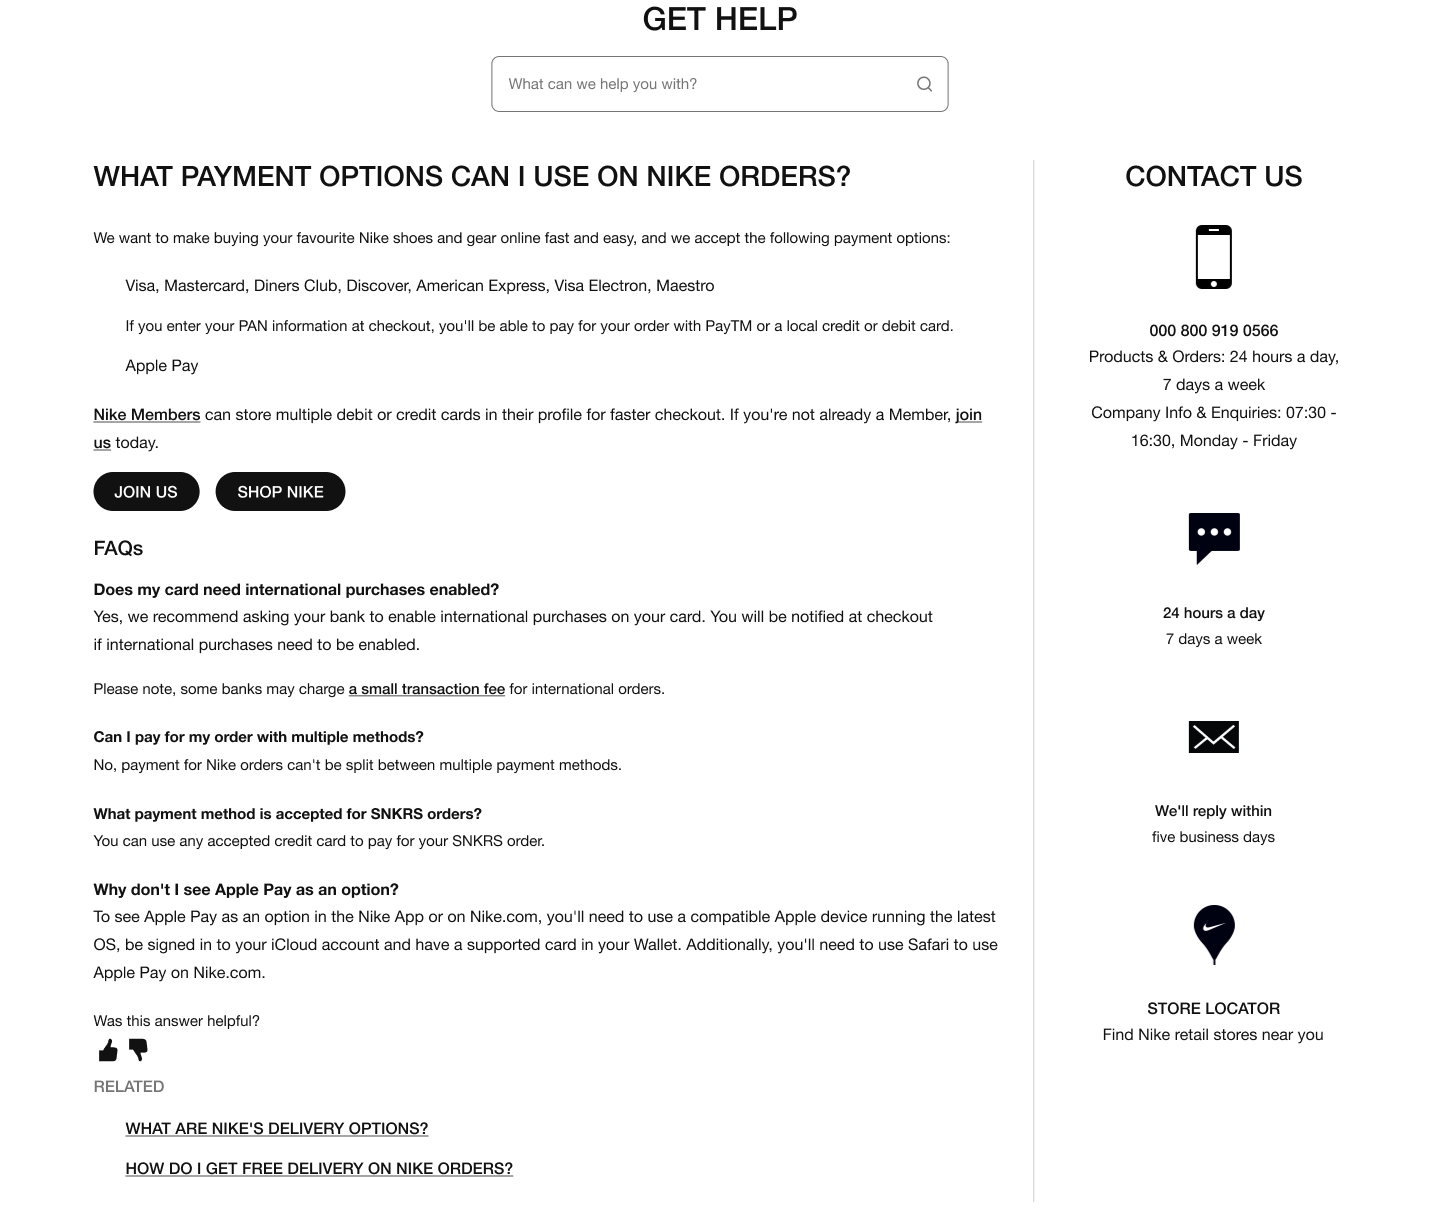 GET HELP
What can we help you with?
WHAT PAYMENT OPTIONS CAN I USE ON NIKE ORDERS?
We want to make buying your favourite Nike shoes and gear online fast and easy, and we accept the following payment options:
Visa, Mastercard, Diners Club, Discover, American Express, Visa Electron, Maestro
If you enter your PAN information at checkout, you'll be able to pay for your order with PayTM or a local credit or debit card.
Apple Pay
Nike Members can store multiple debit or credit cards in their profile for faster checkout. If you're not already a Member, join
us today.
JOIN US
SHOP NIKE
FAQs
Does my card need international purchases enabled?
Yes, we recommend asking your bank to enable international purchases on your card. You will be notified at checkout
if international purchases need to be enabled.
Please note, some banks may charge a small transaction fee for international orders.
Can I pay for my order with multiple methods?
No, payment for Nike orders can't be split between multiple payment methods.
What payment method is accepted for SNKRS orders?
You can use any accepted credit card to pay for your SNKRS order.
Why don't I see Apple Pay as an option?
To see Apple Pay as an option in the Nike App or on Nike.com, you'll need to use a compatible Apple device running the latest
OS, be signed in to your iCloud account and have a supported card in your Wallet. Additionally, you'll need to use Safari to use
Apple Pay on Nike.com.
Was this answer helpful?
RELATED
WHAT ARE NIKE'S DELIVERY OPTIONS?
HOW DO I GET FREE DELIVERY ON NIKE ORDERS?
CONTACT US
000 800 919 0566
Products & Orders: 24 hours a day,
7 days a week
Company Info & Enquiries: 07:30 -
16:30, Monday - Friday
24 hours a day
7 days a week
We'll reply within
five business days
STORE LOCATOR
Find Nike retail stores near you